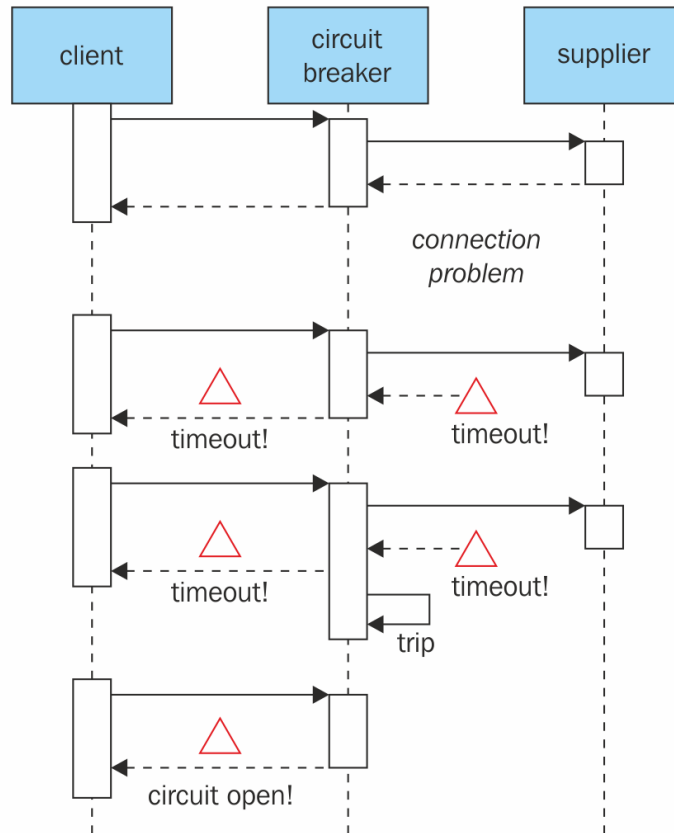 client
circuit
breaker
supplier
connection
problem
timeout!
timeout!
timeout!
timeout!
trip
circuit open!